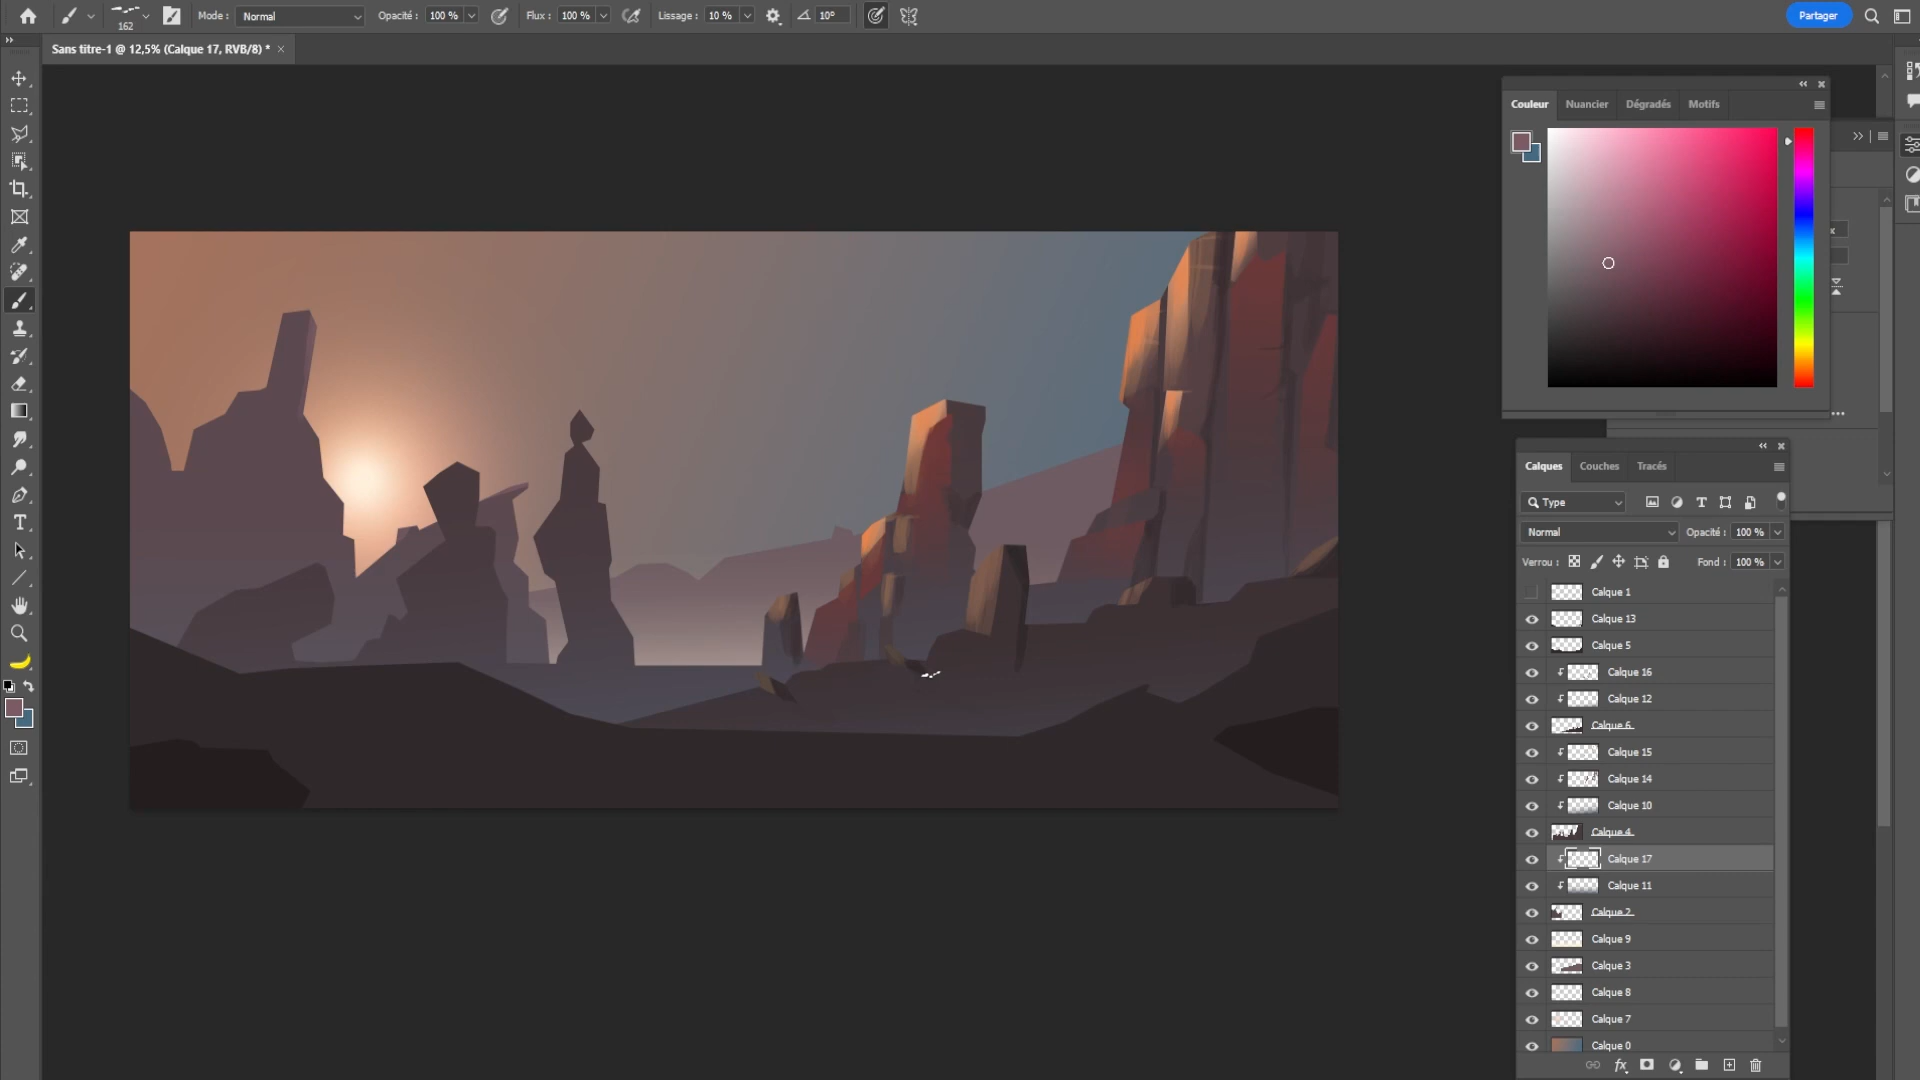 162
Mode : Normal
Opacité : 100 %
Flux : 100 %
Lissage : 10 %
10°
Partager
Sans titre-1 @ 12,5% (Calque 17, RVB/8) *
Couleur Nuancier Dégradés Motifs
Calques Couches Tracés
Type
Normal Opacité : 100 %
Verrou : Fond : 100 %
Calque 1
Calque 13
Calque 5
Calque 16
Calque 12
Calque 6
Calque 15
Calque 14
Calque 10
Calque 4
Calque 17
Calque 11
Calque 2
Calque 9
Calque 3
Calque 8
Calque 7
Calque 0
fx